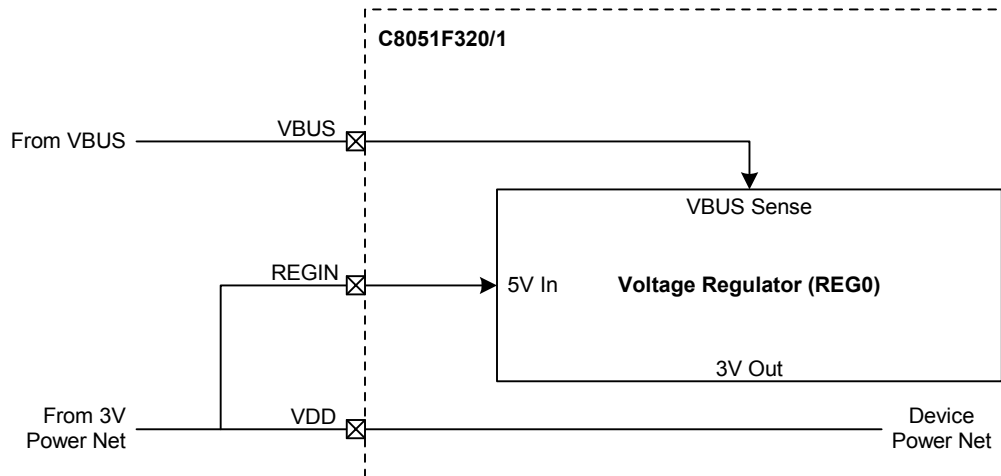 C8051F320/1
From VBUS
VBUS
VBUS Sense
REGIN
5V In
Voltage Regulator (REG0)
3V Out
From 3V
Power Net
VDD
Device
Power Net